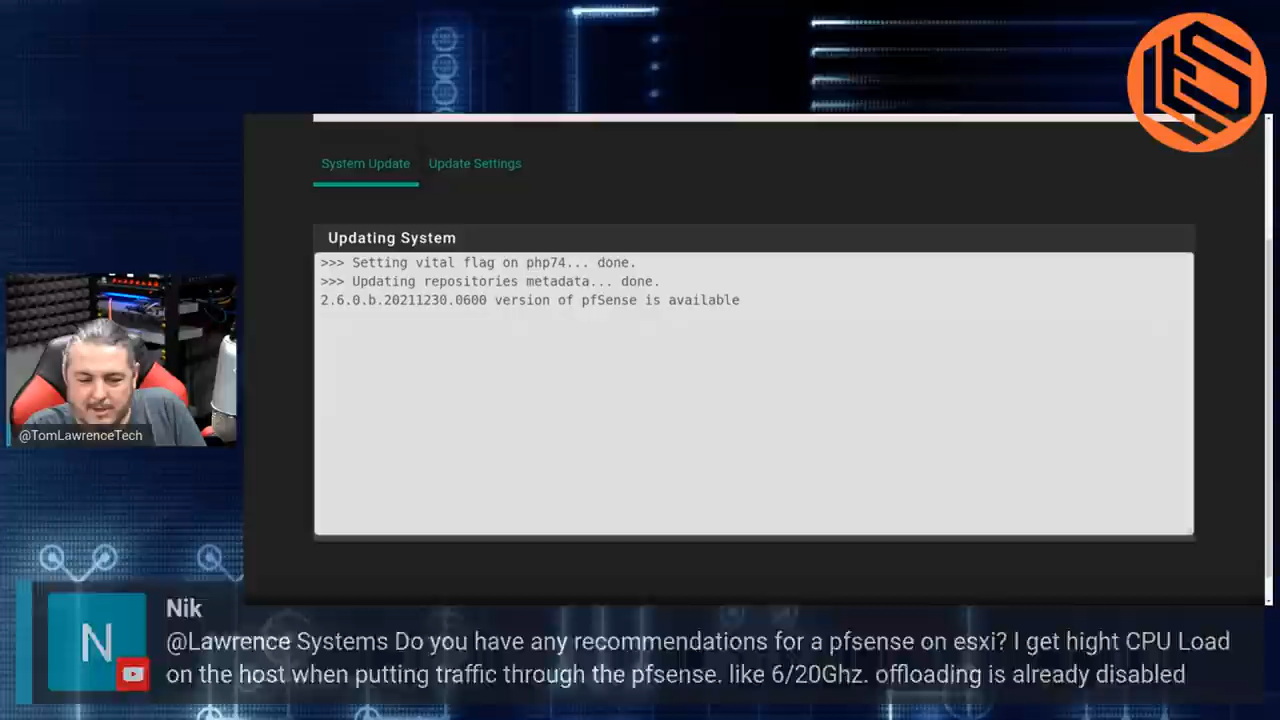 System Update Update Settings
Updating System
>>> Setting vital flag on php74... done.
>>> Updating repositories metadata... done.
2.6.0.b.20211230.0600 version of pfSense is available
@TomLawrenceTech
N
Nik
@Lawrence Systems Do you have any recommendations for a pfsense on esxi? I get hight CPU Load
on the host when putting traffic through the pfsense. like 6/20Ghz. offloading is already disabled